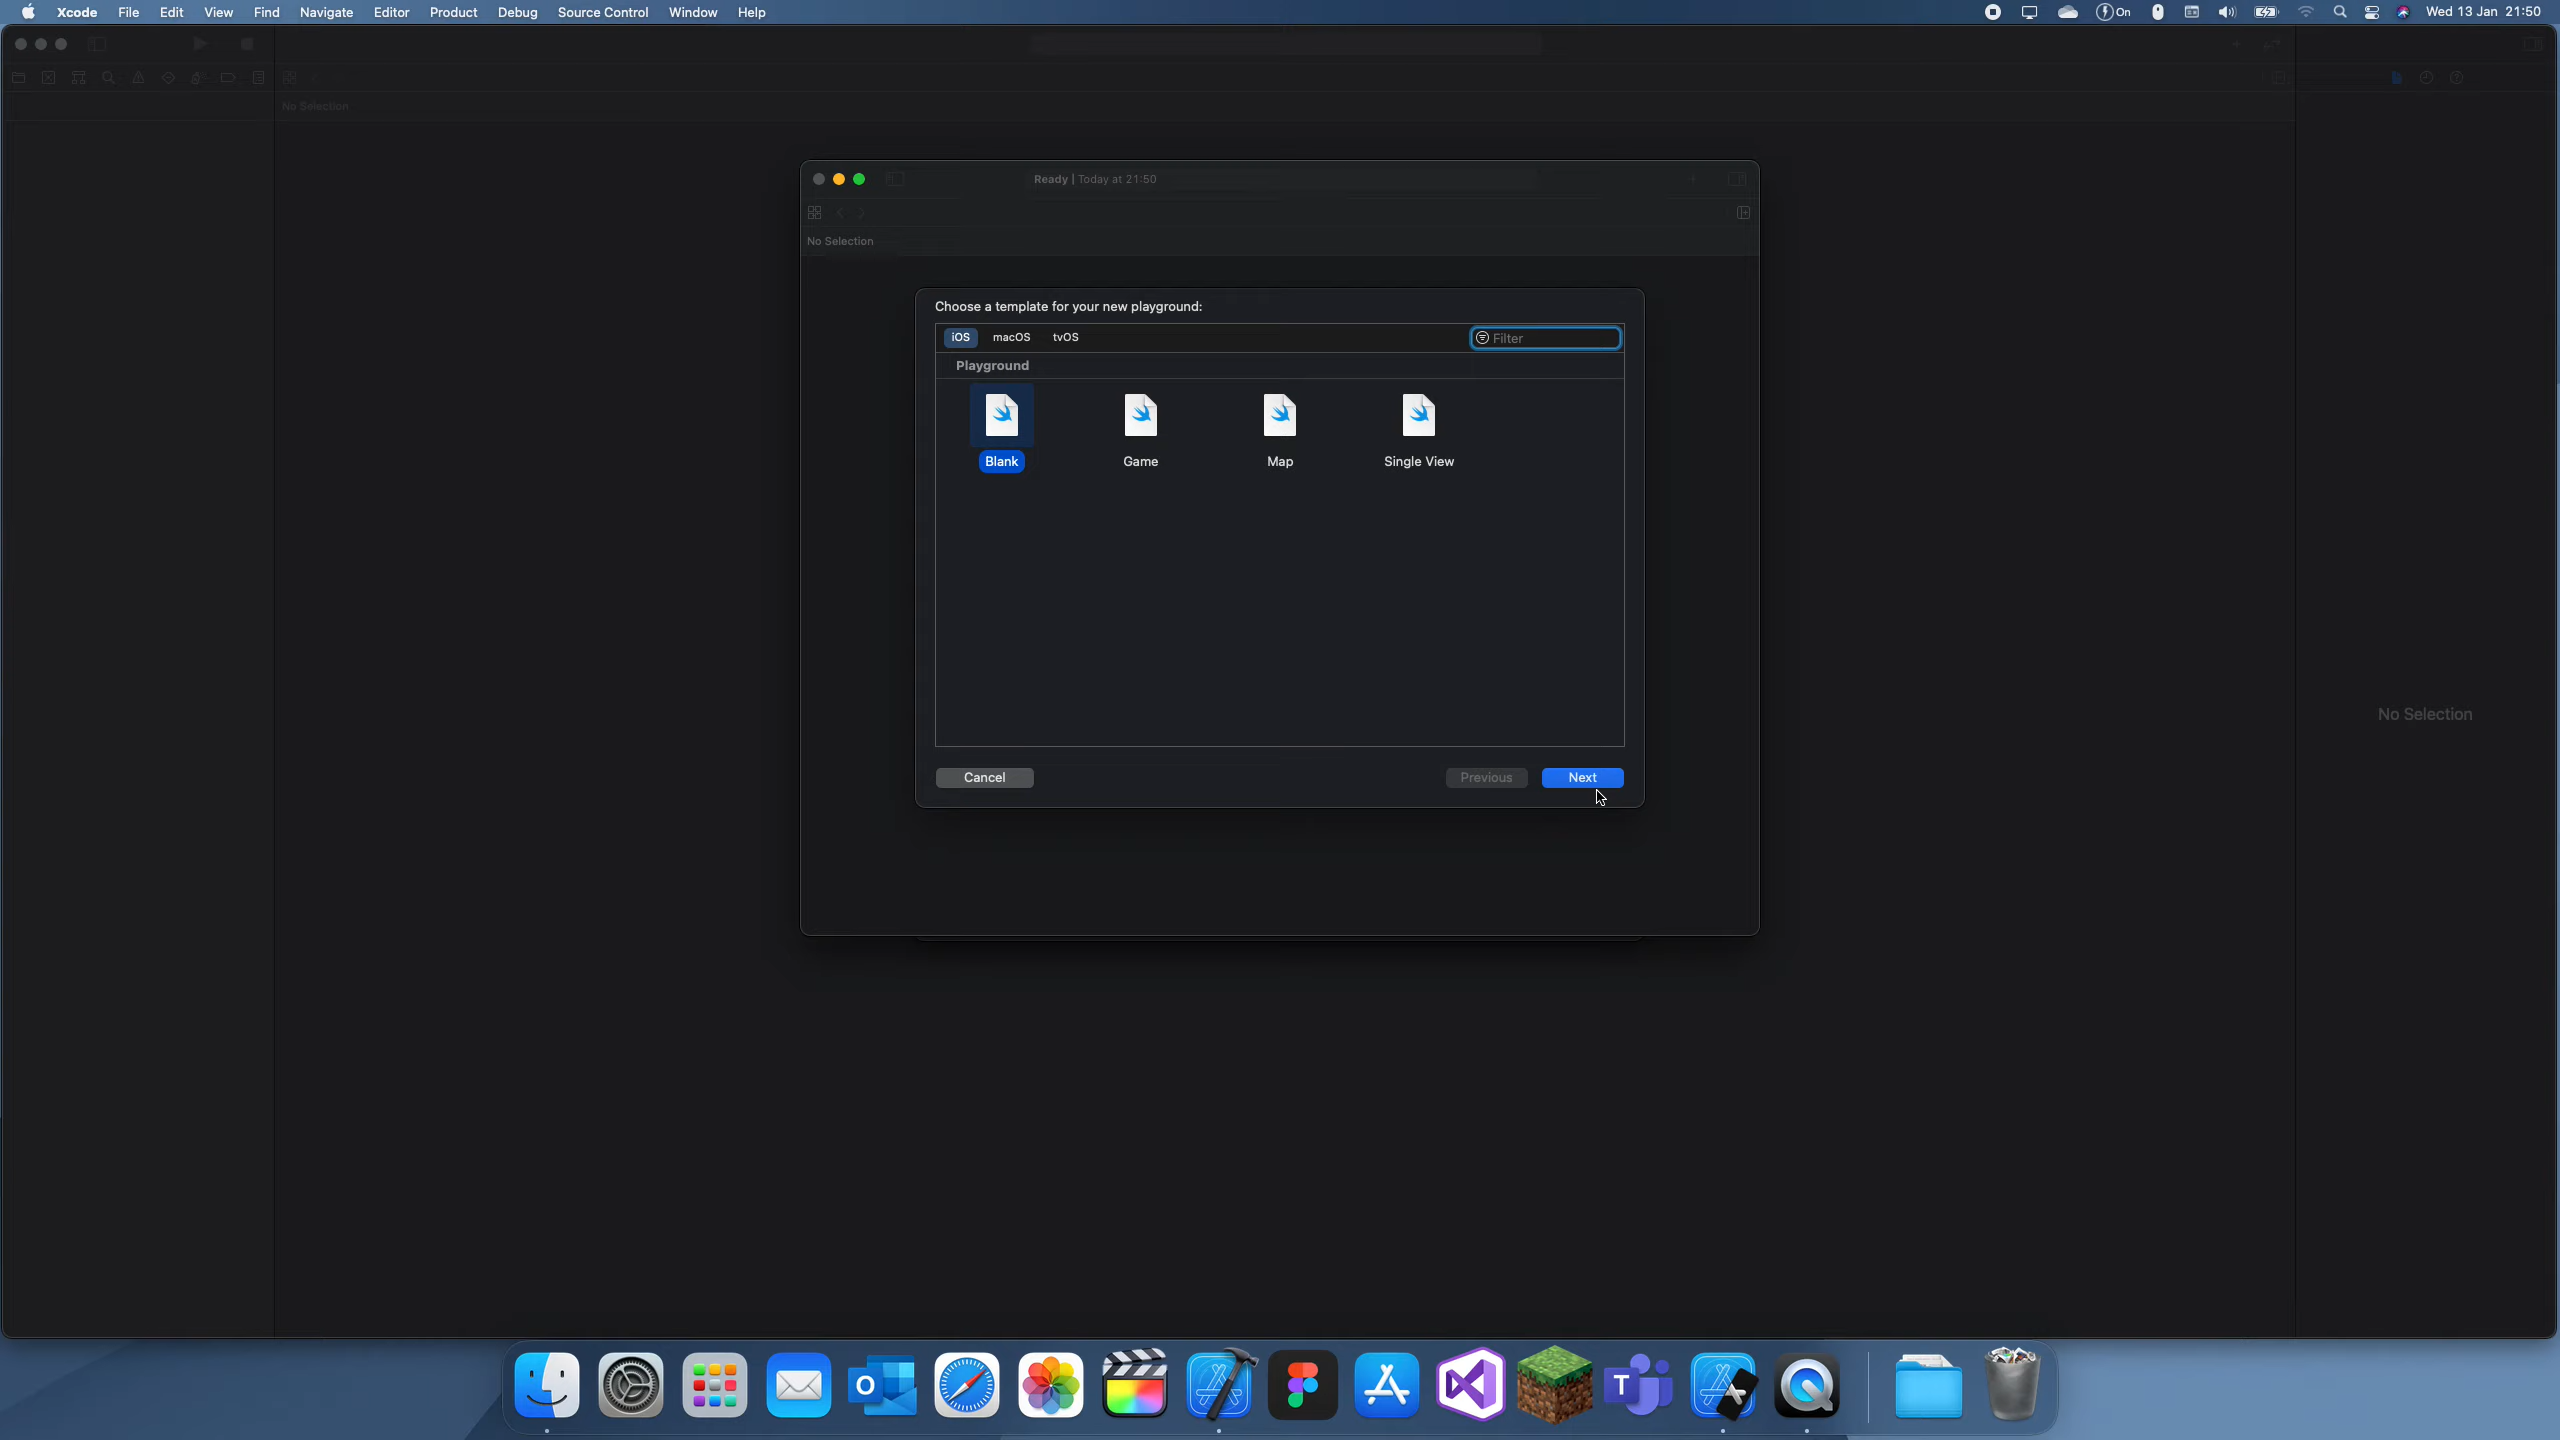 Xcode File Edit View Find Navigate Editor Product Debug Source Control Window Help On Wed 13 Jan 21:50
No Selection
Ready | Today at 21:50
No Selection
Choose a template for your new playground:
iOS macOS tvOS Filter
Playground
Blank Game Map Single View
No Selection
Cancel Previous Next